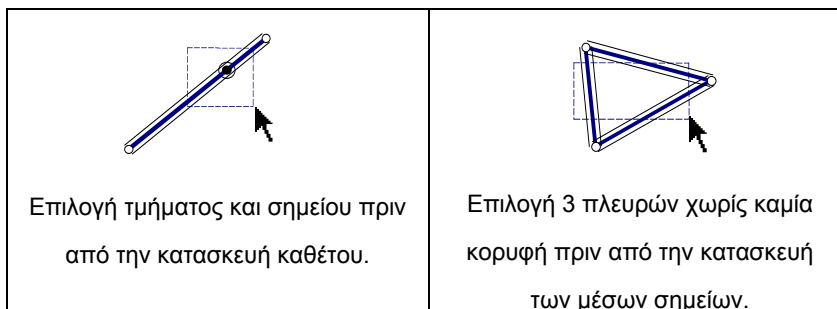 Επιλογή τμήματος και σημείου πριν
από την κατασκευή καθέτου.
Επιλογή 3 πλευρών χωρίς καμία
κορυφή πριν από την κατασκευή
των μέσων σημείων.